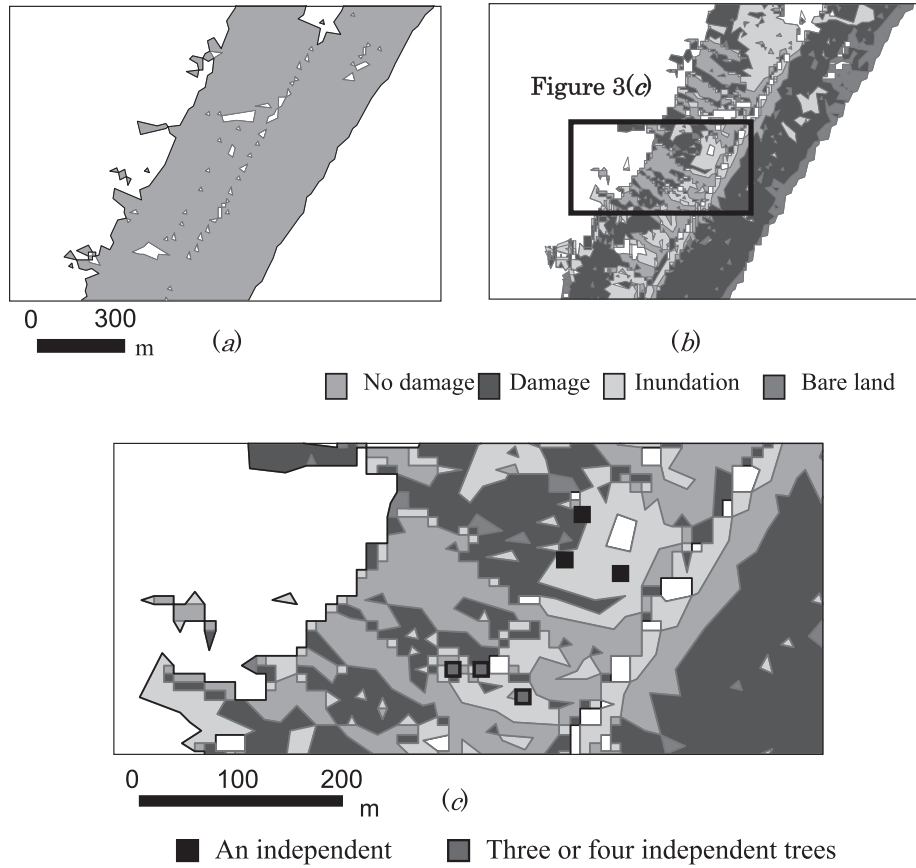 Figure 3(c)
0 300
m
(a)
(b)
No damage Damage Inundation Bare land
0 100 200
m
(c)
An independent Three or four independent trees